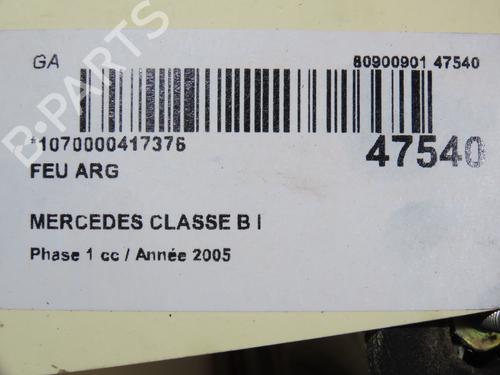 GA 80900901 47540
*1070000417376 47540
FEU ARG
MERCEDES CLASSE B I
Phase 1 cc / Année 2005
B-PARTS